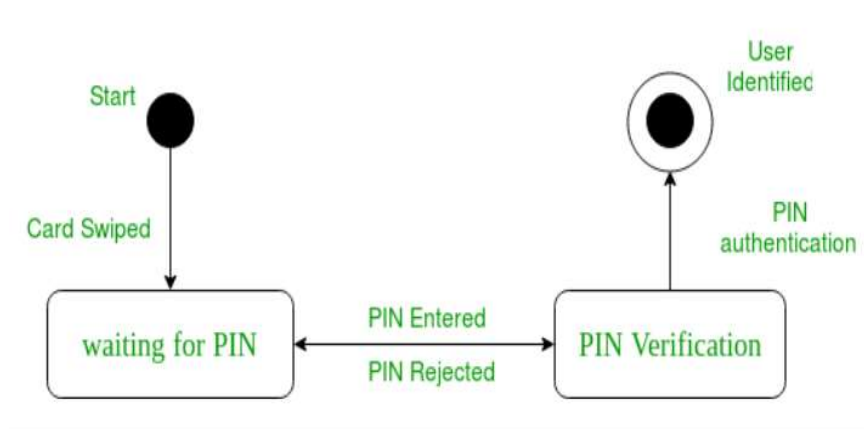 Start
User
Identified
Card Swiped
PIN
authentication
waiting for PIN
PIN Entered
PIN Rejected
PIN Verification